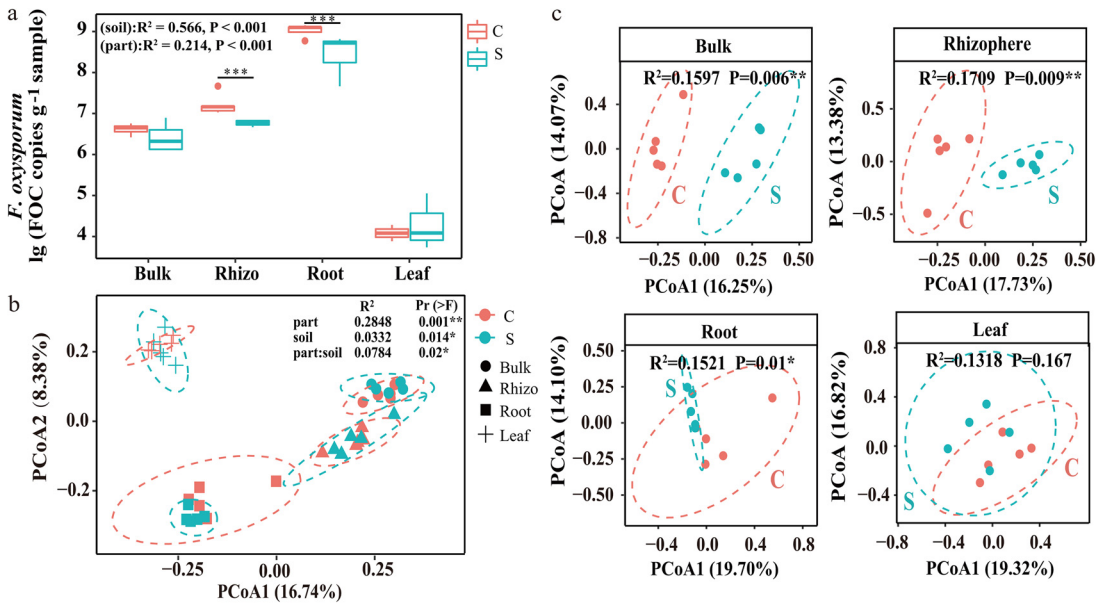 a
(soil):R² = 0.566, P < 0.001
(part):R² = 0.214, P < 0.001
***
***
C
S
F. oxysporum
lg (FOC copies g⁻¹ sample)
9
8
7
6
5
4
Bulk Rhizo Root Leaf
b
R² Pr (>F)
part 0.2848 0.001**
soil 0.0332 0.014*
part:soil 0.0784 0.02*
C
S
Bulk
Rhizo
Root
Leaf
PCoA2 (8.38%)
0.2
0.0
−0.2
−0.25 0.00 0.25
PCoA1 (16.74%)
c
Bulk
R²=0.1597 P=0.006**
C
S
PCoA (14.07%)
0.4
0.0
−0.4
−0.8
−0.25 0.00 0.25 0.50
PCoA1 (16.25%)
Rhizophere
R²=0.1709 P=0.009**
C
S
PCoA (13.38%)
0.5
0.0
−0.5
−0.25 0.00 0.25 0.50
PCoA1 (17.73%)
Root
R²=0.1521 P=0.01*
S
C
PCoA (14.10%)
0.50
0.25
0.00
−0.25
−0.50
−0.4 0.0 0.4 0.8
PCoA1 (19.70%)
Leaf
R²=0.1318 P=0.167
S
C
PCoA (16.82%)
0.4
0.0
−0.4
−0.8 −0.4 0.0 0.4
PCoA1 (19.32%)